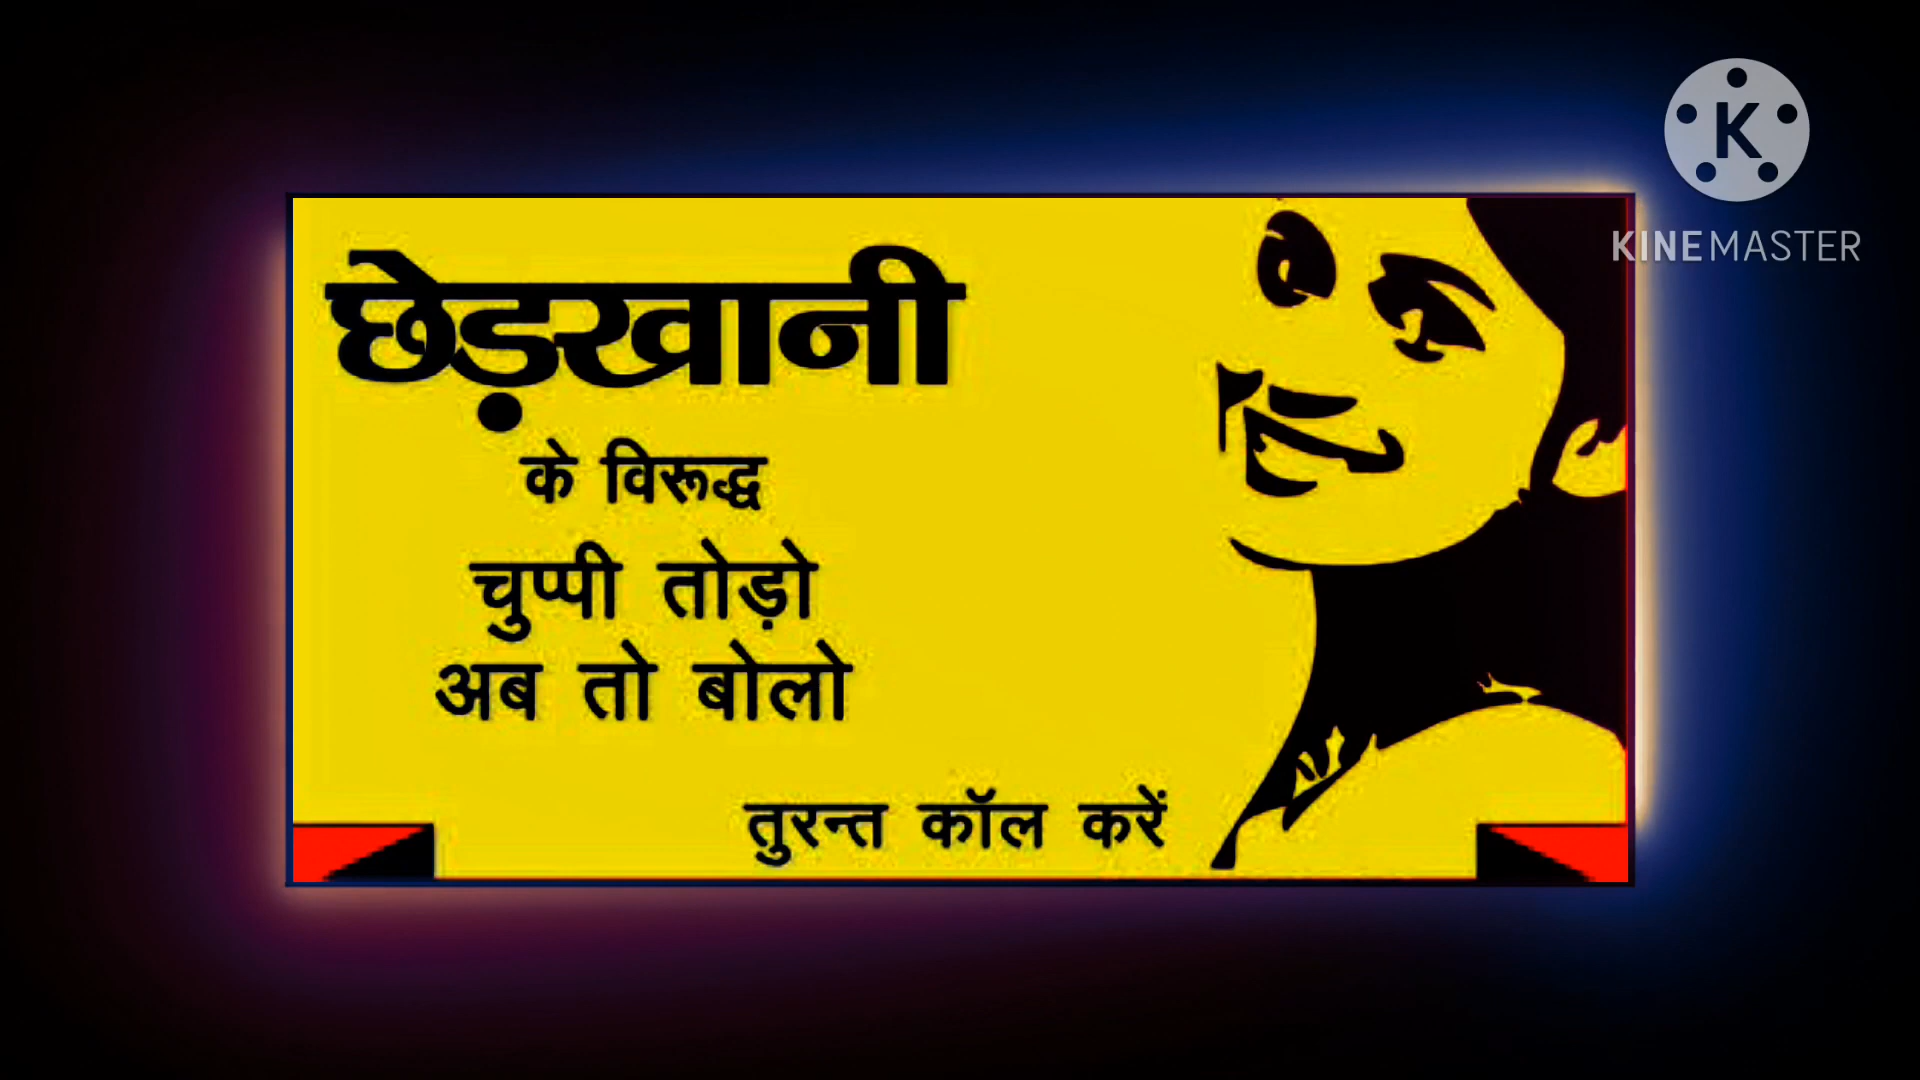 छेड़खानी
के विरूद्ध
चुप्पी तोड़ो
अब तो बोलो
तुरन्त कॉल करें
K
KINEMASTER